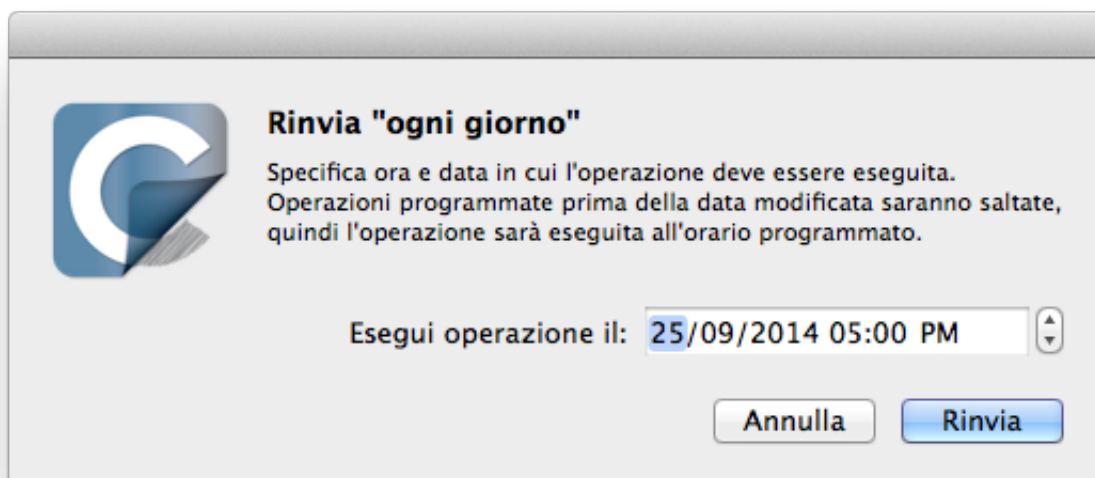 Rinvia "ogni giorno"
Specifica ora e data in cui l'operazione deve essere eseguita.
Operazioni programmate prima della data modificata saranno saltate,
quindi l'operazione sarà eseguita all'orario programmato.
Esegui operazione il: 25/09/2014 05:00 PM
Annulla Rinvia